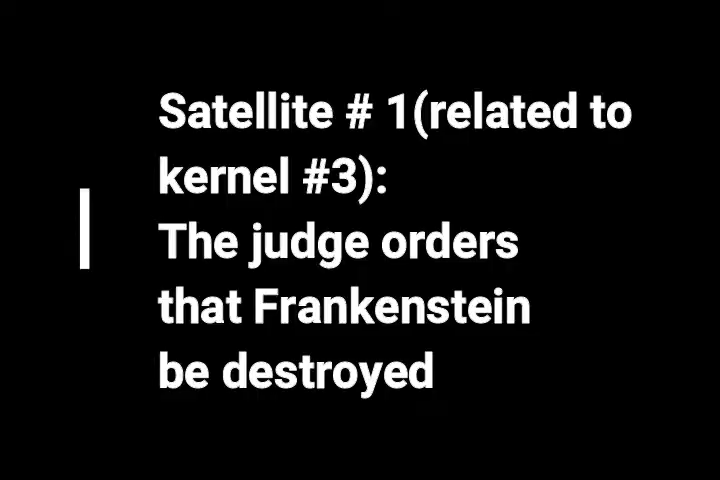 Satellite # 1(related to
kernel #3):
The judge orders
that Frankenstein
be destroyed